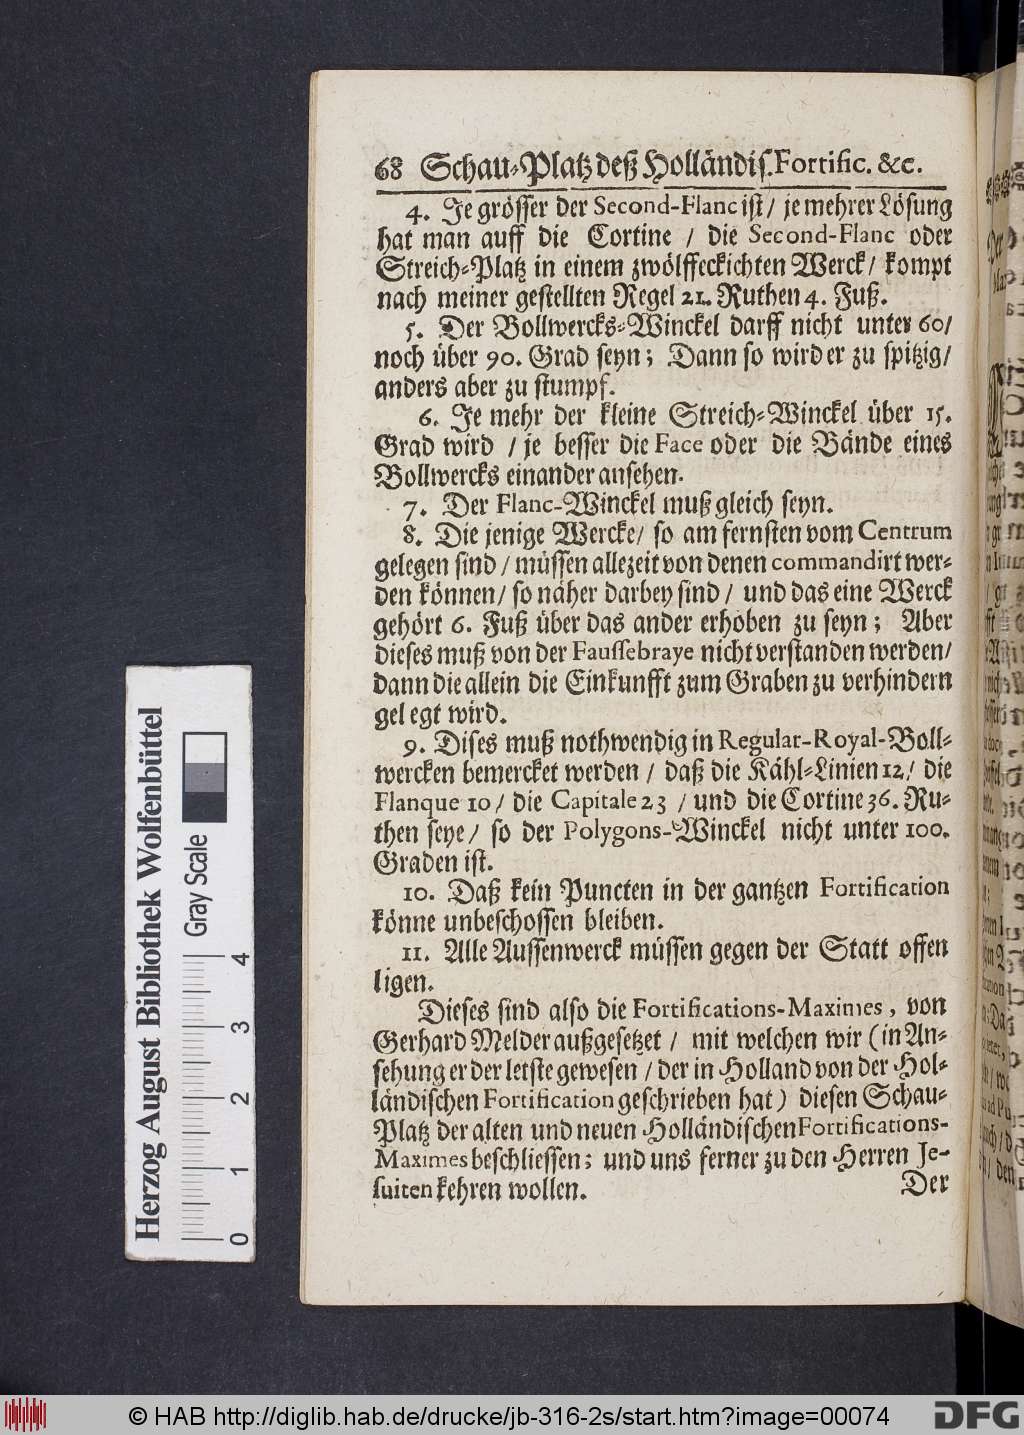 68 Schau-Platz deß Holländis. Fortific. &c.
4. Je grösser der Second-Flanc ist / je mehrer Lösung
hat man auff die Cortine / die Second-Flanc oder
Streich-Platz in einem zwölffeckichten Werck / kompt
nach meiner gestellten Regel 21. Ruthen 4. Fuß.
5. Der Bollwercks-Winckel darff nicht unter 60 /
noch über 90. Grad seyn; Dann so wird er zu spitzig /
anders aber zu stumpf.
6. Je mehr der kleine Streich-Winckel über 15.
Grad wird / je besser die Face oder die Bände eines
Bollwercks einander ansehen.
7. Der Flanc-Winckel muß gleich seyn.
8. Die jenige Wercke / so am fernsten vom Centrum
gelegen sind / müssen allezeit von denen commandirt wer-
den können / so näher darbey sind / und das eine Werck
gehört 6. Fuß über das ander erhoben zu seyn; Aber
dieses muß von der Faussebraye nicht verstanden werden /
dann die allein die Einkunfft zum Graben zu verhindern
gel egt wird.
9. Dises muß nothwendig in Regular-Royal-Boll-
wercken bemercket werden / daß die Kähl-Linien 12 / die
Flanque 10 / die Capitale 23 / und die Cortine 36. Ru-
then seye / so der Polygons-Winckel nicht unter 100.
Graden ist.
10. Daß kein Puncten in der gantzen Fortification
könne unbeschossen bleiben.
11. Alle Aussenwerck müssen gegen der Statt offen
ligen.
Dieses sind also die Fortifications-Maximes, von
Gerhard Melder außgesetzet / mit welchen wir (in An-
sehung er der letste gewesen / der in Holland von der Hol-
ländischen Fortification geschrieben hat) diesen Schau-
Platz der alten und neuen Holländischen Fortifications-
Maximes beschliessen; und uns ferner zu den Herren Je-
suiten kehren wollen.
Der
Herzog August Bibliothek Wolfenbüttel
Gray Scale
0 1 2 3 4
© HAB http://diglib.hab.de/drucke/jb-316-2s/start.htm?image=00074
DFG